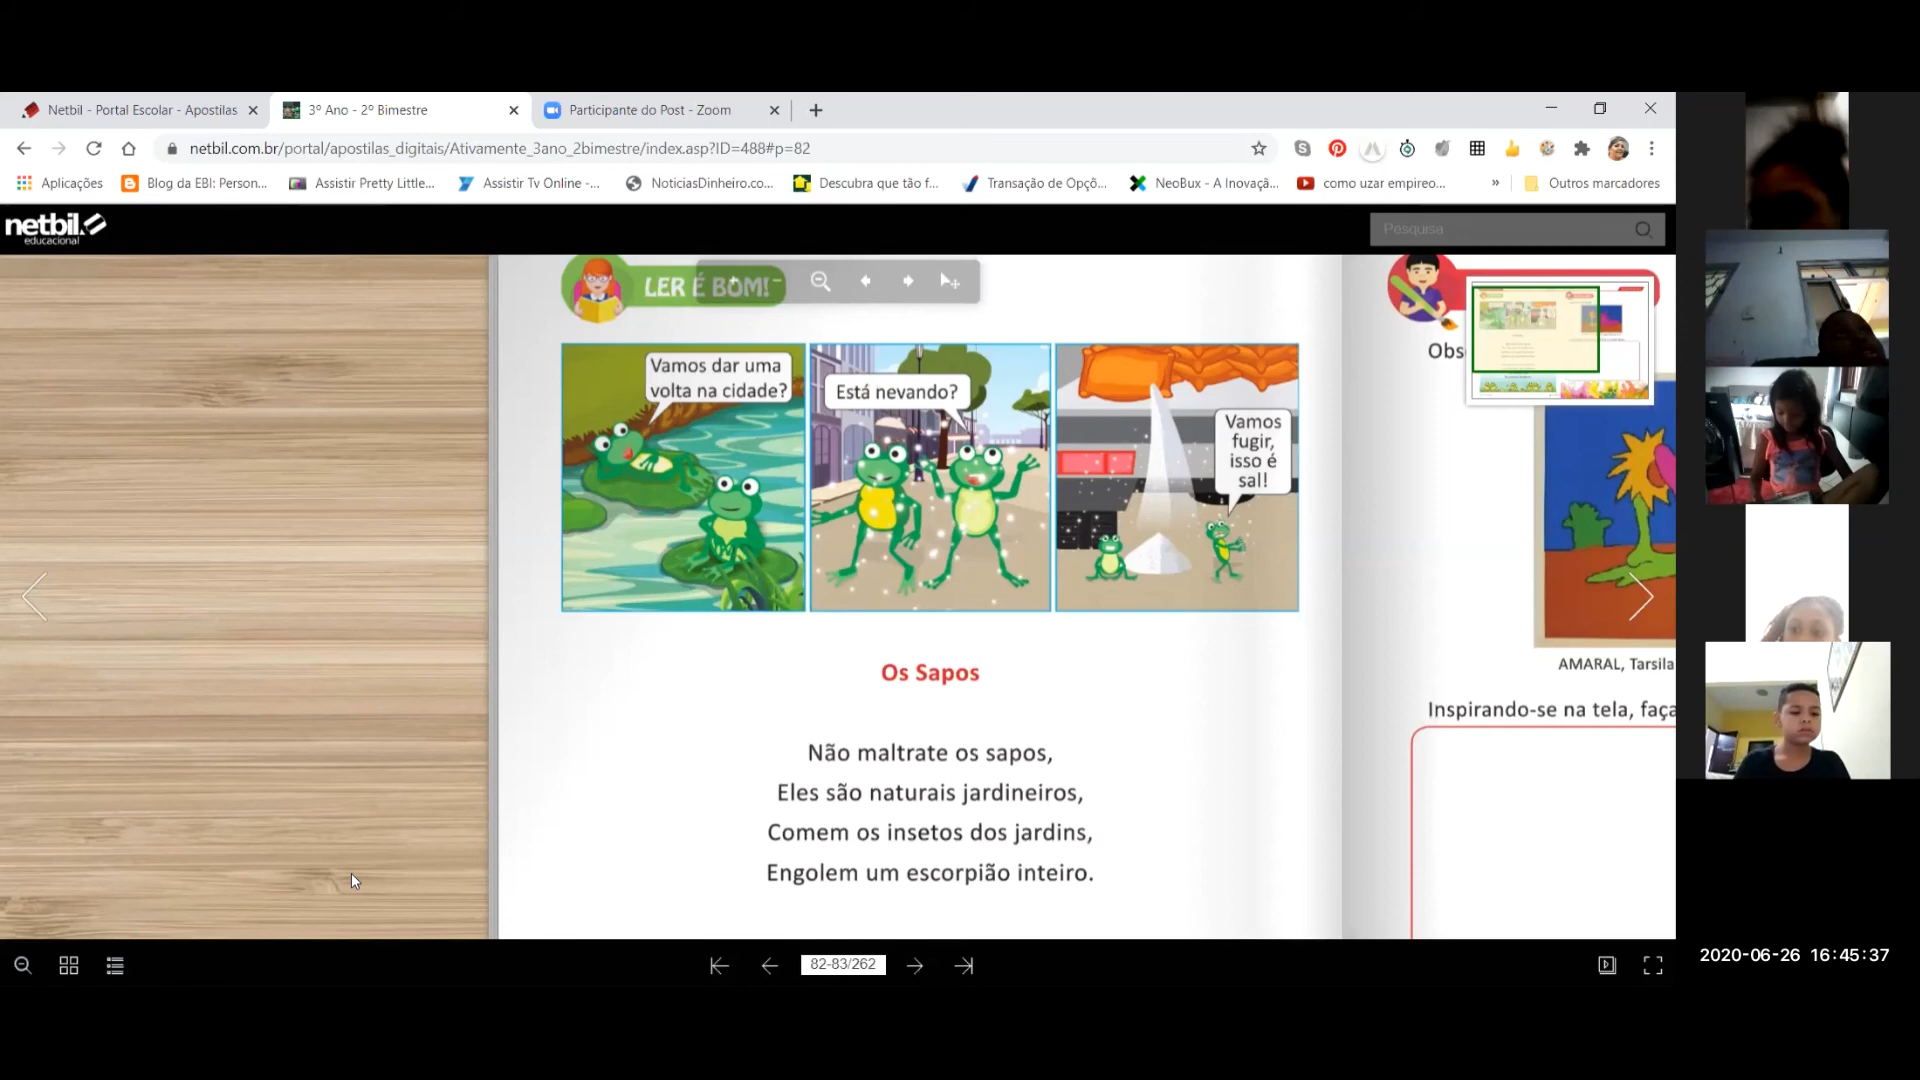 Netbil - Portal Escolar - Apostilas
3º Ano - 2º Bimestre
Participante do Post - Zoom
netbil.com.br/portal/apostilas_digitais/Ativamente_3ano_2bimestre/index.asp?ID=488#p=82
Aplicações
Blog da EBI: Person...
Assistir Pretty Little...
Assistir Tv Online -...
NoticiasDinheiro.co...
Descubra que tão f...
Transação de Opçõ...
NeoBux - A Inovaçã...
como uzar empireo...
»
Outros marcadores
netbil
educacional
Pesquisa
LER É BOM!
Vamos dar uma
volta na cidade?
Está nevando?
Vamos
fugir,
isso é
sal!
Os Sapos
Não maltrate os sapos,
Eles são naturais jardineiros,
Comem os insetos dos jardins,
Engolem um escorpião inteiro.
Obs
AMARAL, Tarsila
Inspirando-se na tela, faça
82-83/262
2020-06-26 16:45:37